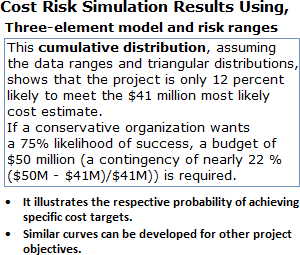 Cost Risk Simulation Results Using,
Three-element model and risk ranges
This cumulative distribution, assuming
the data ranges and triangular distributions,
shows that the project is only 12 percent
likely to meet the $41 million most likely
cost estimate.
If a conservative organization wants
a 75% likelihood of success, a budget of
$50 million (a contingency of nearly 22 %
($50M - $41M)/$41M)) is required.
• It illustrates the respective probability of achieving
specific cost targets.
• Similar curves can be developed for other project
objectives.